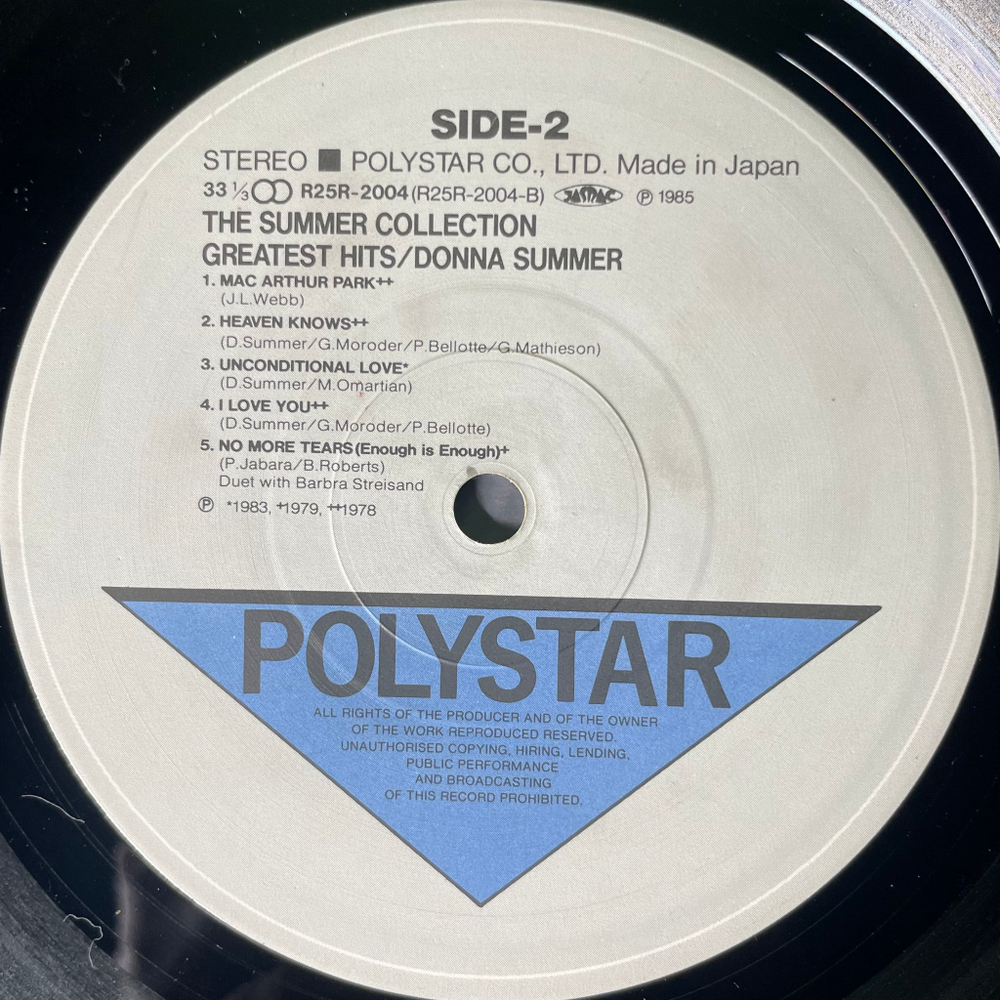 SIDE-2
STEREO ■ POLYSTAR CO., LTD. Made in Japan
33 1/3 R25R-2004 (R25R-2004-B) JASRAC ℗ 1985
THE SUMMER COLLECTION
GREATEST HITS/DONNA SUMMER
1. MAC ARTHUR PARK++
(J.L.Webb)
2. HEAVEN KNOWS++
(D.Summer/G.Moroder/P.Bellotte/G.Mathieson)
3. UNCONDITIONAL LOVE*
(D.Summer/M.Omartian)
4. I LOVE YOU++
(D.Summer/G.Moroder/P.Bellotte)
5. NO MORE TEARS (Enough is Enough)+
(P.Jabara/B.Roberts)
Duet with Barbra Streisand
℗ *1983, +1979, ++1978
POLYSTAR
ALL RIGHTS OF THE PRODUCER AND OF THE OWNER
OF THE WORK REPRODUCED RESERVED.
UNAUTHORISED COPYING, HIRING, LENDING,
PUBLIC PERFORMANCE
AND BROADCASTING
OF THIS RECORD PROHIBITED.